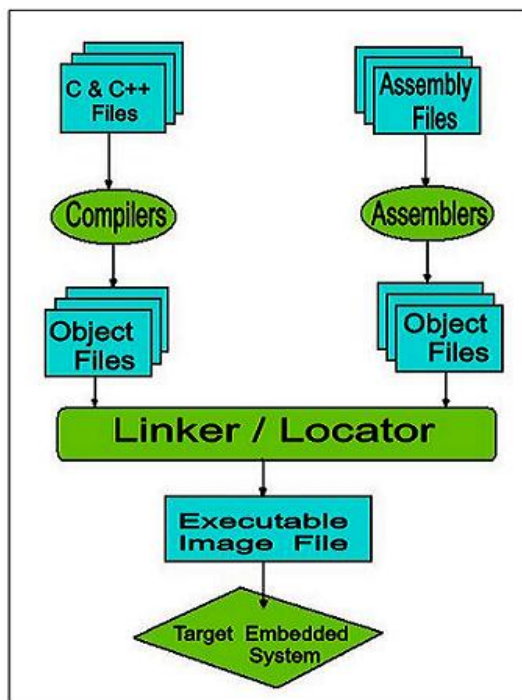 C & C++
Files
Assembly
Files
Compilers
Assemblers
Object
Files
Object
Files
Linker / Locator
Executable
Image File
Target Embedded
System